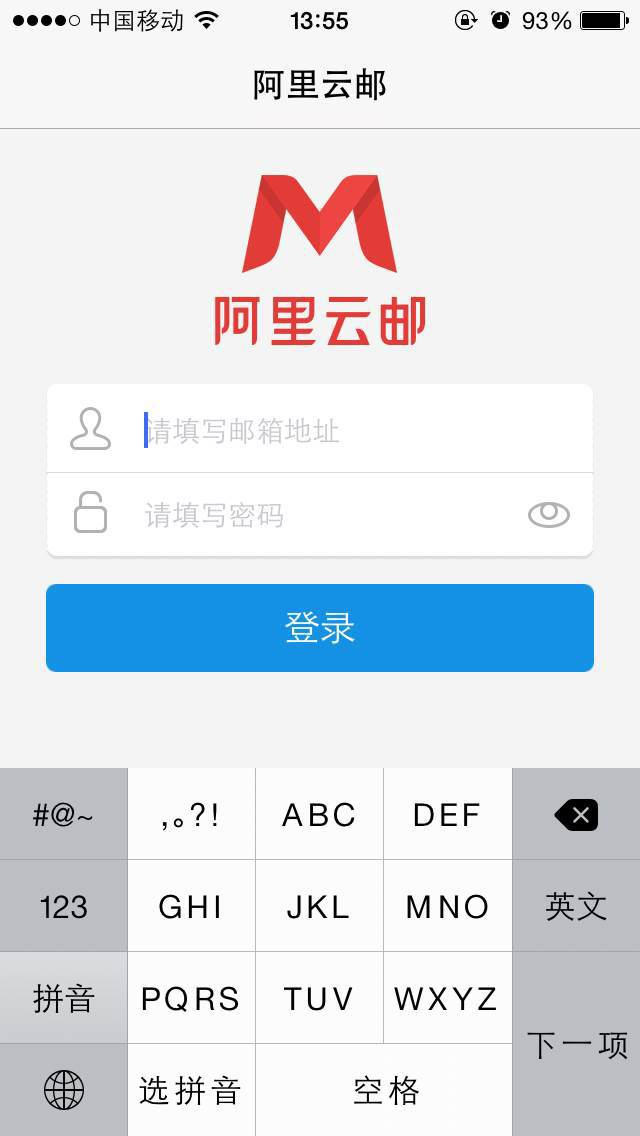 中国移动 13:55 93%
阿里云邮
阿里云邮
请填写邮箱地址
请填写密码
登录
#@~ ,。?! ABC DEF
123 GHI JKL MNO 英文
拼音 PQRS TUV WXYZ
下一项
选拼音 空格